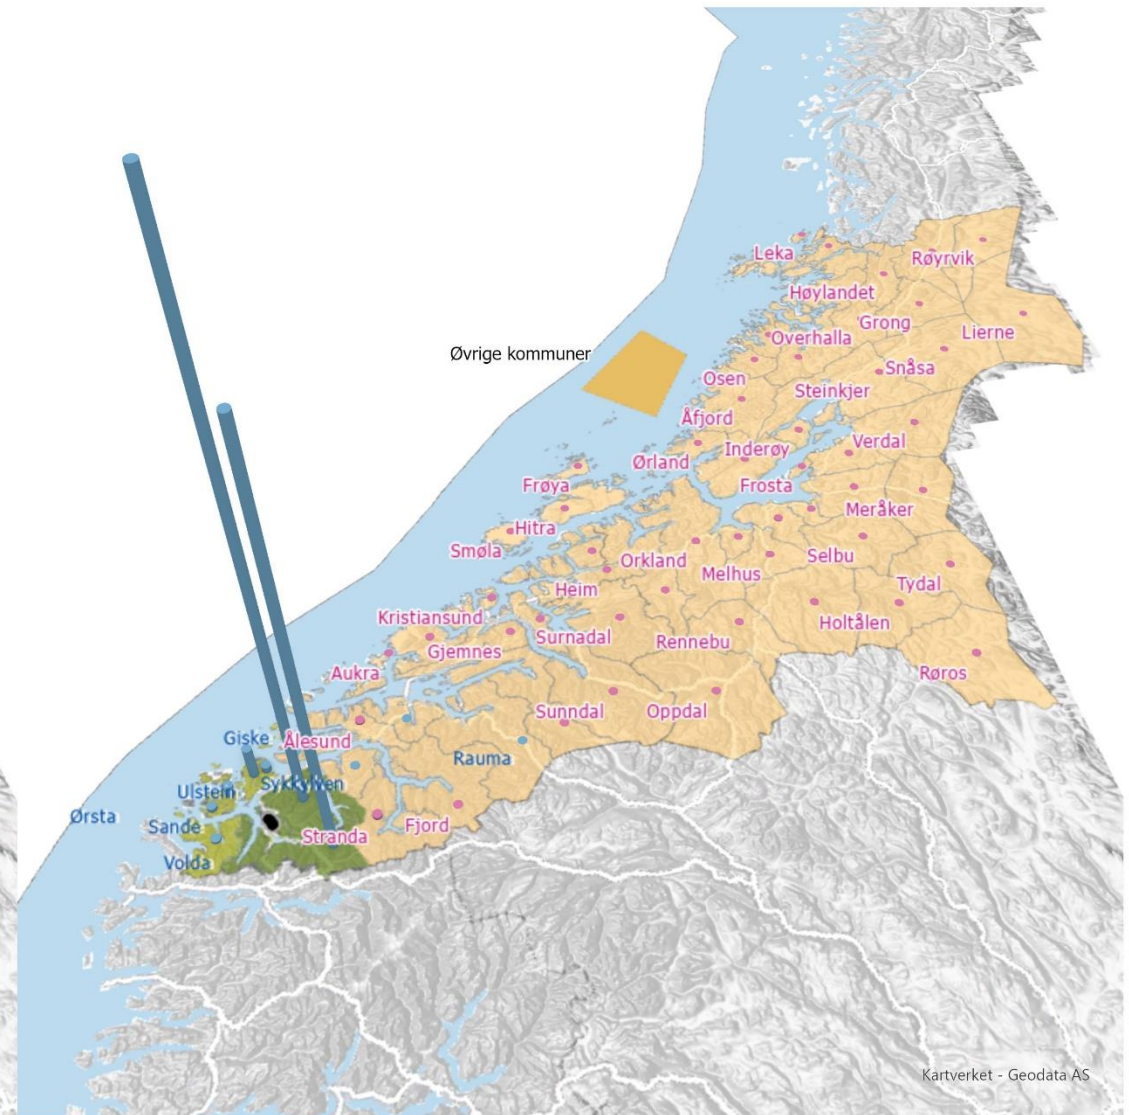 Leka
Røyrvik
Høylandet
Grong
Lierne
Overhalla
Øvrige kommuner
Snåsa
Osen
Steinkjer
Åfjord
Inderøy
Verdal
Ørland
Frøya
Frosta
Meråker
Hitra
Smøla
Orkland
Selbu
Melhus
Heim
Tydal
Kristiansund
Holtålen
Surnadal
Rennebu
Gjemnes
Aukra
Røros
Sunndal
Oppdal
Giske
Ålesund
Rauma
Sykkylven
Ulstein
Ørsta
Sande
Stranda
Fjord
Volda
Kartverket - Geodata AS